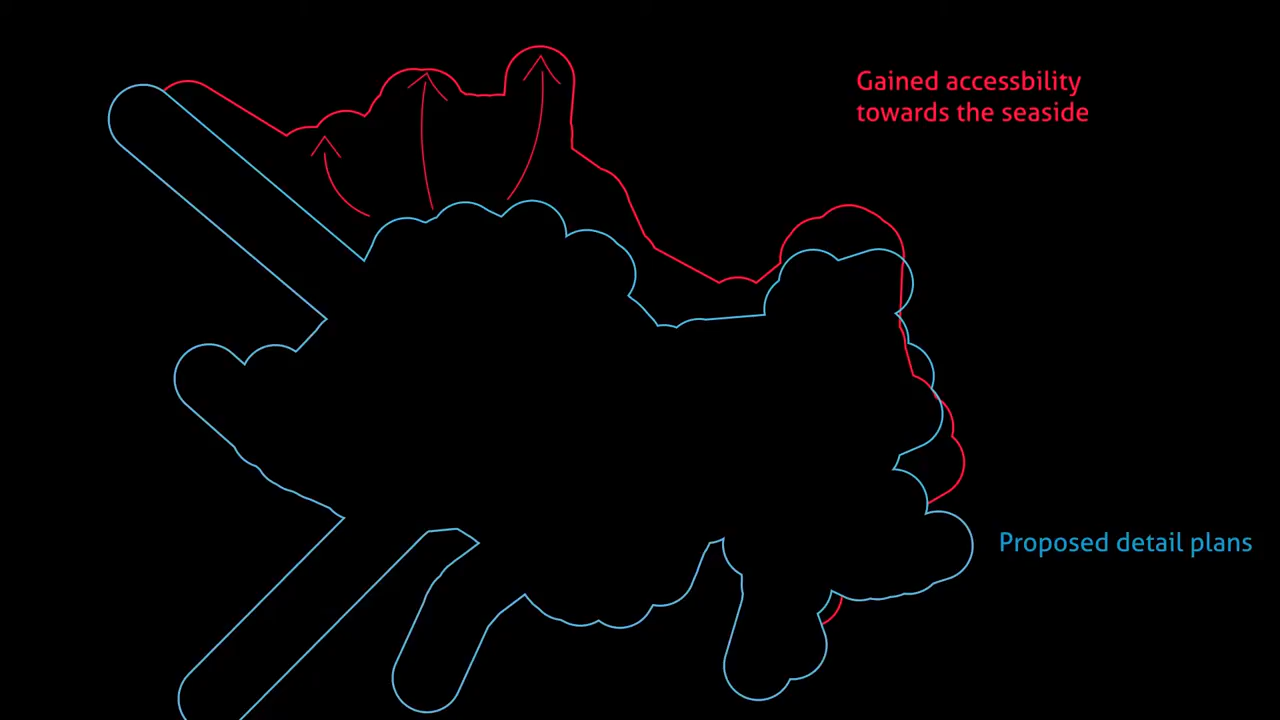 Gained accessbility
towards the seaside
Proposed detail plans